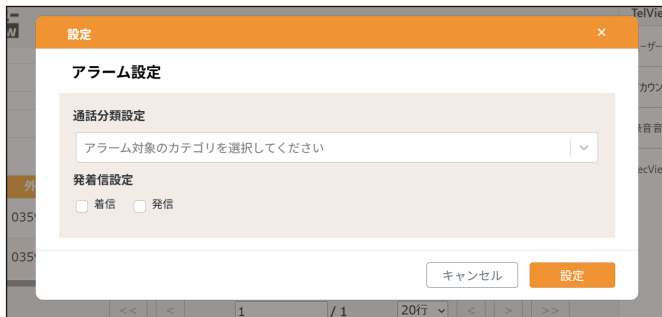 TelVie
設定 ×
ーザー
アラーム設定
カウン
通話分類設定
録音音
アラーム対象のカテゴリを選択してください
ecVie
発着信設定
外
着信 発信
035
035
キャンセル 設定
<< < 1 / 1 20行 < > >>